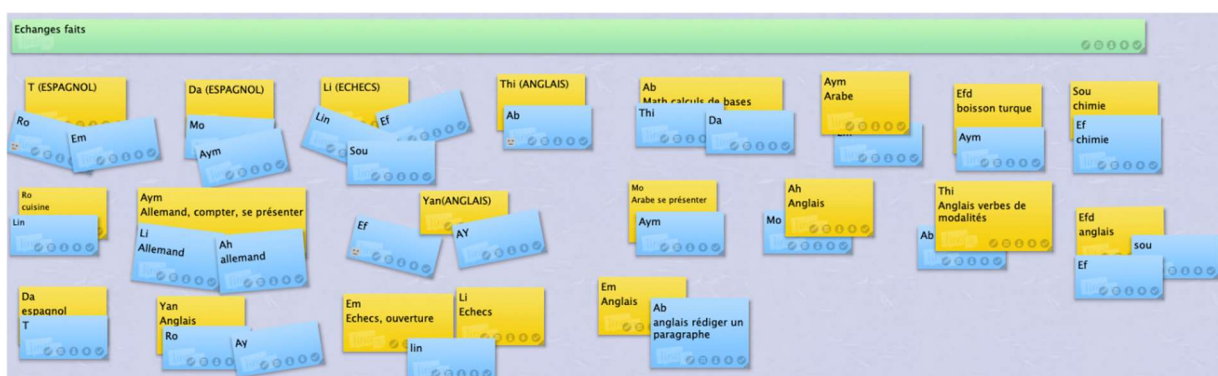 Echanges faits
T (ESPAGNOL)
Ro
Em
Da (ESPAGNOL)
Mo
Aym
Li (ECHECS)
Lin
Ef
Sou
Thi (ANGLAIS)
Ab
Ab
Math calculs de bases
Thi
Da
Aym
Arabe
Efd
boisson turque
Aym
Sou
chimie
Ef
chimie
Ro
cuisine
Lin
Aym
Allemand, compter, se présenter
Li
Allemand
Ah
allemand
Yan(ANGLAIS)
Ef
AY
Mo
Arabe se présenter
Aym
Ah
Anglais
Mo
Thi
Anglais verbes de
modalités
Ab
Efd
anglais
sou
Ef
Da
espagnol
T
Yan
Anglais
Ro
Ay
Em
Echecs, ouverture
Li
Echecs
lin
Em
Anglais
Ab
anglais rédiger un
paragraphe